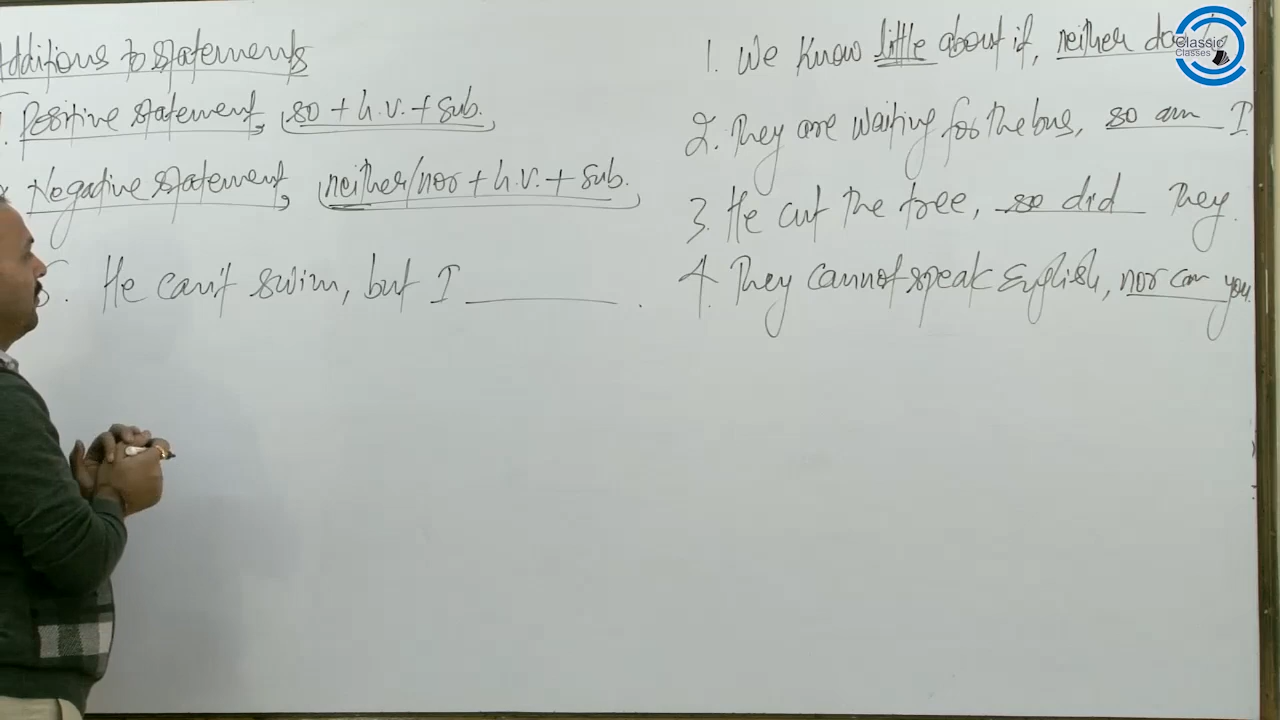 Additions to statements
1. Positive statement, so + h.v. + sub.
Negative statement, neither/nor + h.v. + sub.
5. He can't swim, but I ________ .
1. We know little about it, neither
2. They are waiting for the bus, so am I
3. He cut the tree, so did they.
4. They cannot speak English, nor can you.
Classic
Classes